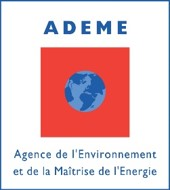 ADEME
Agence de l'Environnement
et de la Maîtrise de l'Energie